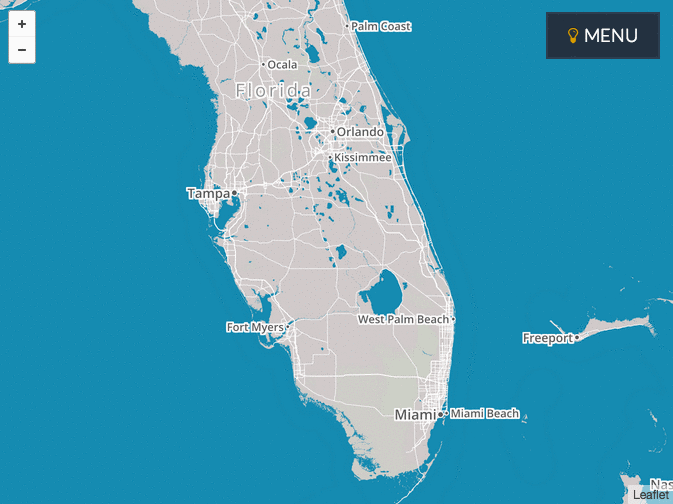 +
−
MENU
Palm Coast
Ocala
Florida
Orlando
Kissimmee
Tampa
Fort Myers
West Palm Beach
Freeport
Miami
Miami Beach
Nas
Leaflet